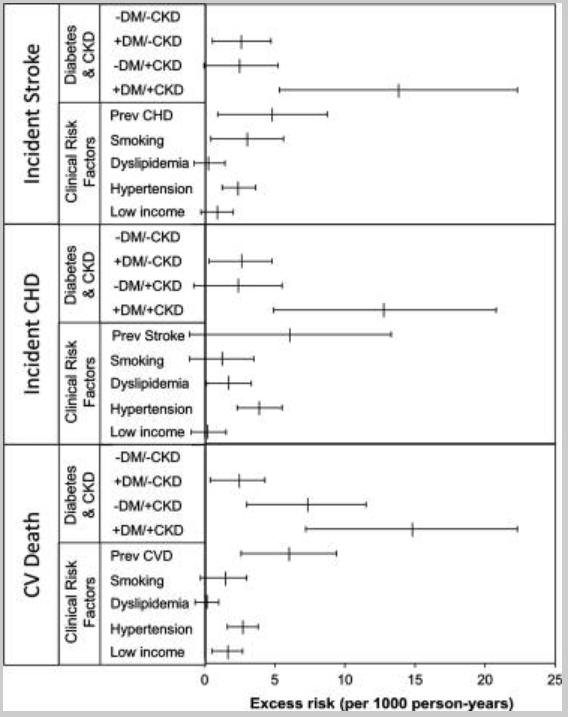 Incident Stroke
Diabetes
& CKD
-DM/-CKD
+DM/-CKD
-DM/+CKD
+DM/+CKD
Clinical Risk
Factors
Prev CHD
Smoking
Dyslipidemia
Hypertension
Low income
Incident CHD
Diabetes
& CKD
-DM/-CKD
+DM/-CKD
-DM/+CKD
+DM/+CKD
Clinical Risk
Factors
Prev Stroke
Smoking
Dyslipidemia
Hypertension
Low income
CV Death
Diabetes
& CKD
-DM/-CKD
+DM/-CKD
-DM/+CKD
+DM/+CKD
Clinical Risk
Factors
Prev CVD
Smoking
Dyslipidemia
Hypertension
Low income
0 5 10 15 20 25
Excess risk (per 1000 person-years)